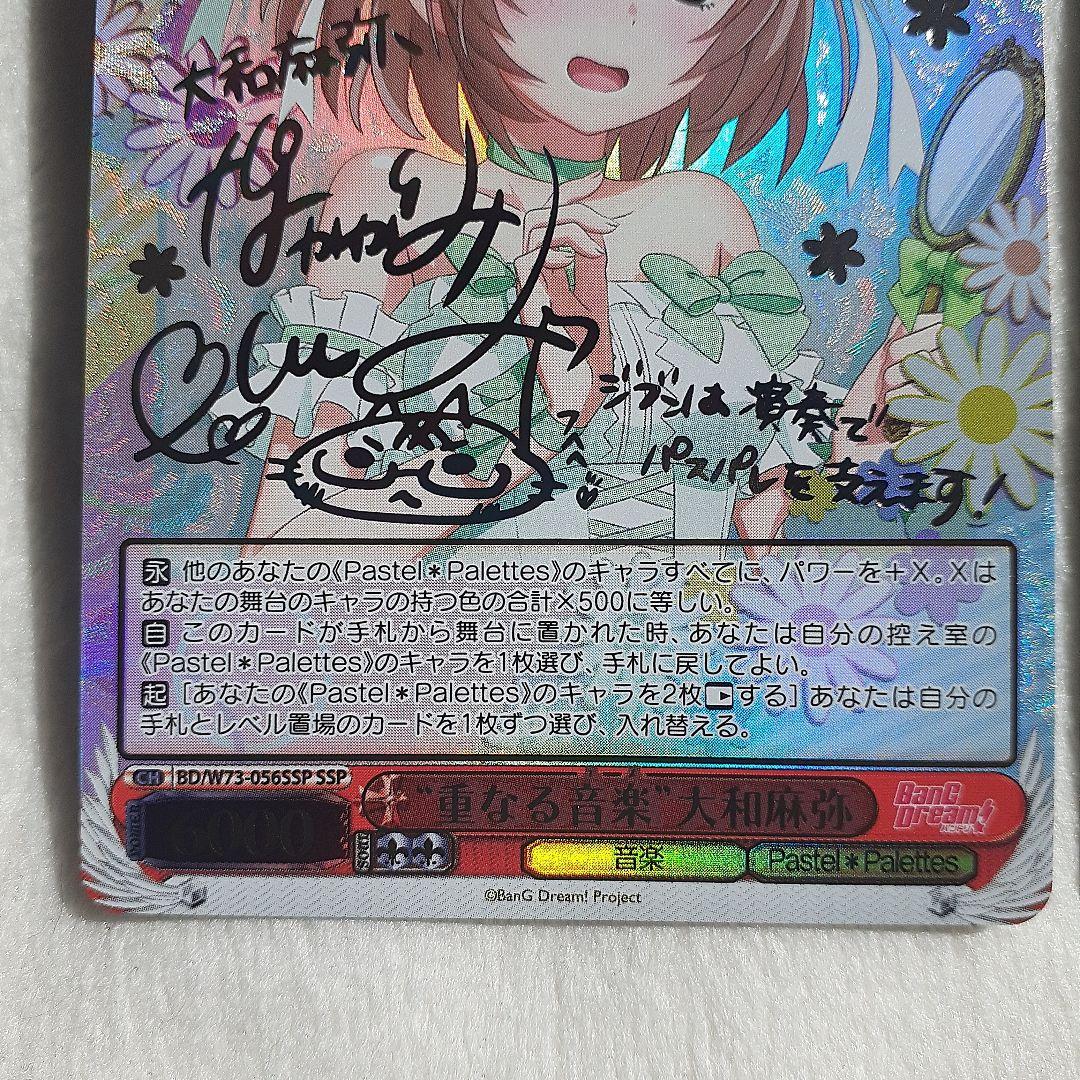 大和麻弥
ジブンは演奏で
パスパレを支えます!
フヘヘ
永 他のあなたの《Pastel*Palettes》のキャラすべてに、パワーを+X。Xは
あなたの舞台のキャラの持つ色の合計×500に等しい。
自 このカードが手札から舞台に置かれた時、あなたは自分の控え室の
《Pastel*Palettes》のキャラを1枚選び、手札に戻してよい。
起 [あなたの《Pastel*Palettes》のキャラを2枚する] あなたは自分の
手札とレベル置場のカードを1枚ずつ選び、入れ替える。
CH BD/W73-056SSP SSP
"重なる音楽"大和麻弥
BanG Dream!
音楽 Pastel*Palettes
©BanG Dream! Project